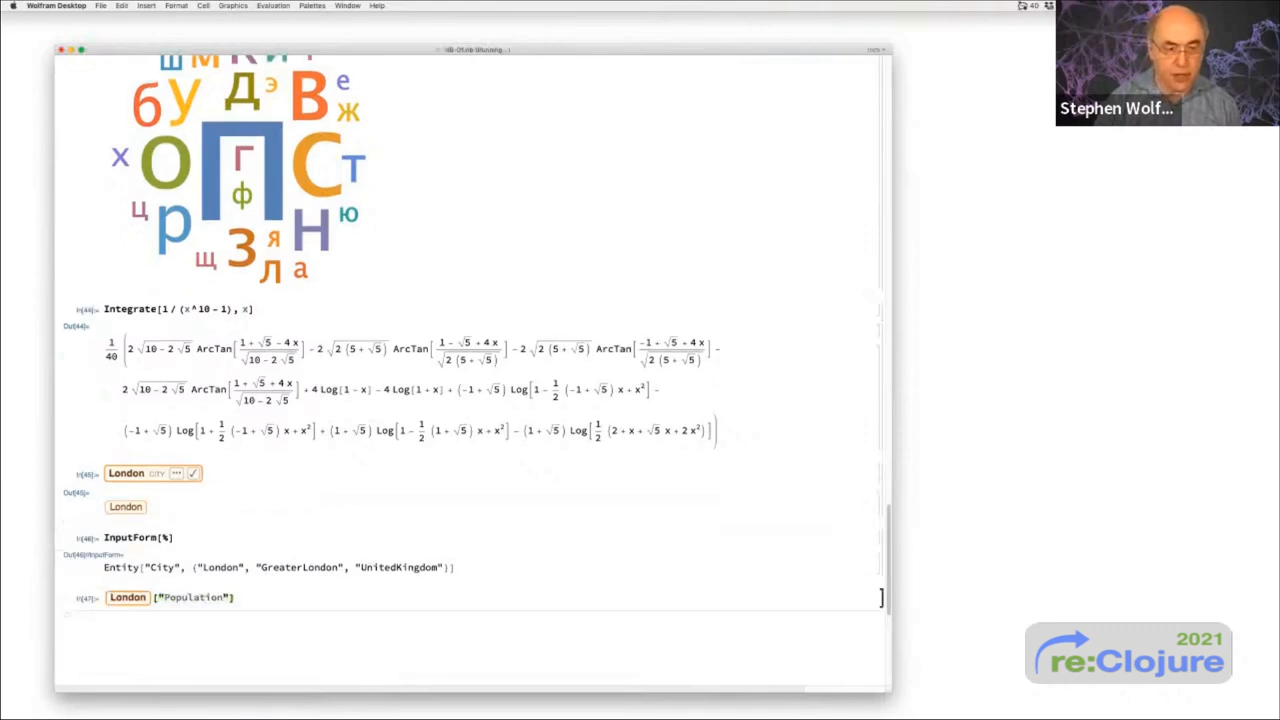 Wolfram Desktop File Edit Insert Format Cell Graphics Evaluation Palettes Window Help
40
Stephen Wolf...
ш м к и
б у Д э В е
ж
х О П г С т
ф
ц р Н ю
щ З я л а
In[44]:= Integrate[1 / (x^10 - 1), x]
Out[44]=
1/40 (2 √10 - 2 √5 ArcTan[(1 + √5 - 4 x)/√10 - 2 √5] - 2 √2 (5 + √5) ArcTan[(1 - √5 + 4 x)/√2 (5 + √5)] - 2 √2 (5 + √5) ArcTan[(-1 + √5 + 4 x)/√2 (5 + √5)] -
2 √10 - 2 √5 ArcTan[(1 + √5 + 4 x)/√10 - 2 √5] + 4 Log[1 - x] - 4 Log[1 + x] + (-1 + √5) Log[1 - 1/2 (-1 + √5) x + x²] -
(-1 + √5) Log[1 + 1/2 (-1 + √5) x + x²] + (1 + √5) Log[1 - 1/2 (1 + √5) x + x²] - (1 + √5) Log[1/2 (2 + x + √5 x + 2 x²)])
In[45]:= London CITY ... ✓
Out[45]=
London
In[46]:= InputForm[%]
Out[46]//InputForm=
Entity["City", {"London", "GreaterLondon", "UnitedKingdom"}]
In[47]:= London ["Population"]
2021
re:Clojure